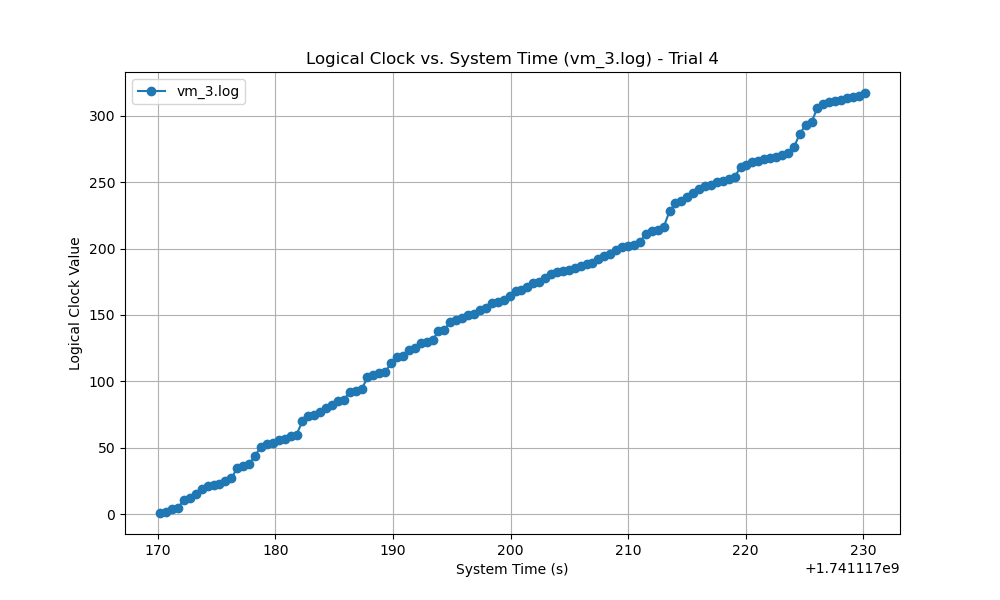 Logical Clock vs. System Time (vm_3.log) - Trial 4
vm_3.log
300
250
200
150
100
50
0
Logical Clock Value
170 180 190 200 210 220 230
System Time (s)
+1.741117e9